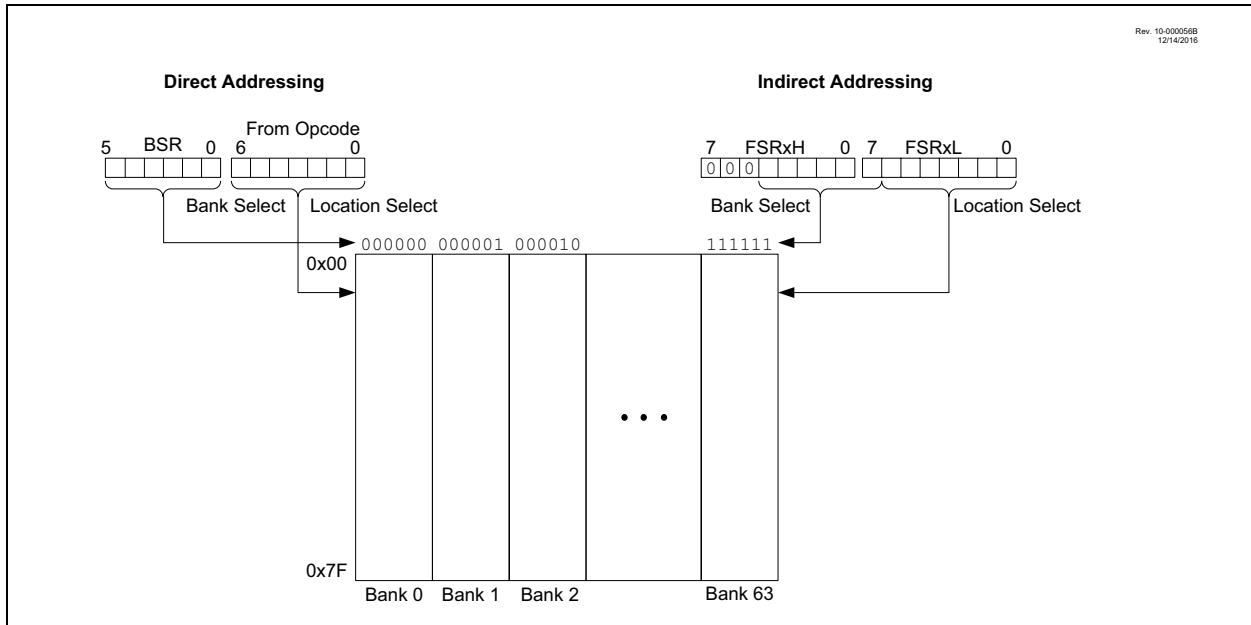 Rev. 10-000056B
12/14/2016
Direct Addressing
Indirect Addressing
From Opcode
5 BSR 0 6 0
7 FSRxH 0 7 FSRxL 0
0 0 0
Bank Select Location Select
Bank Select Location Select
000000 000001 000010 111111
0x00
• • •
0x7F
Bank 0 Bank 1 Bank 2 Bank 63